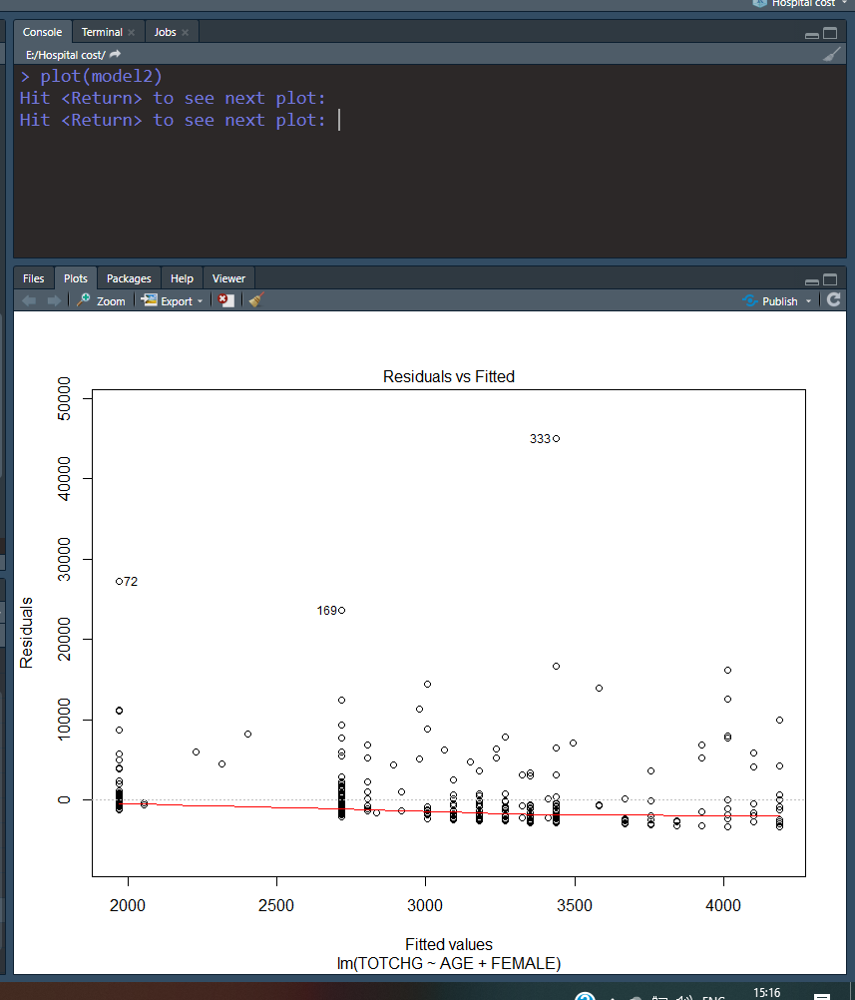 Hospital cost
Console Terminal Jobs
E:/Hospital cost/
> plot(model2)
Hit <Return> to see next plot:
Hit <Return> to see next plot:
Files Plots Packages Help Viewer
Zoom Export Publish
Residuals vs Fitted
50000
40000
30000
20000
10000
0
Residuals
333
72
169
2000 2500 3000 3500 4000
Fitted values
lm(TOTCHG ~ AGE + FEMALE)
ENG 15:16